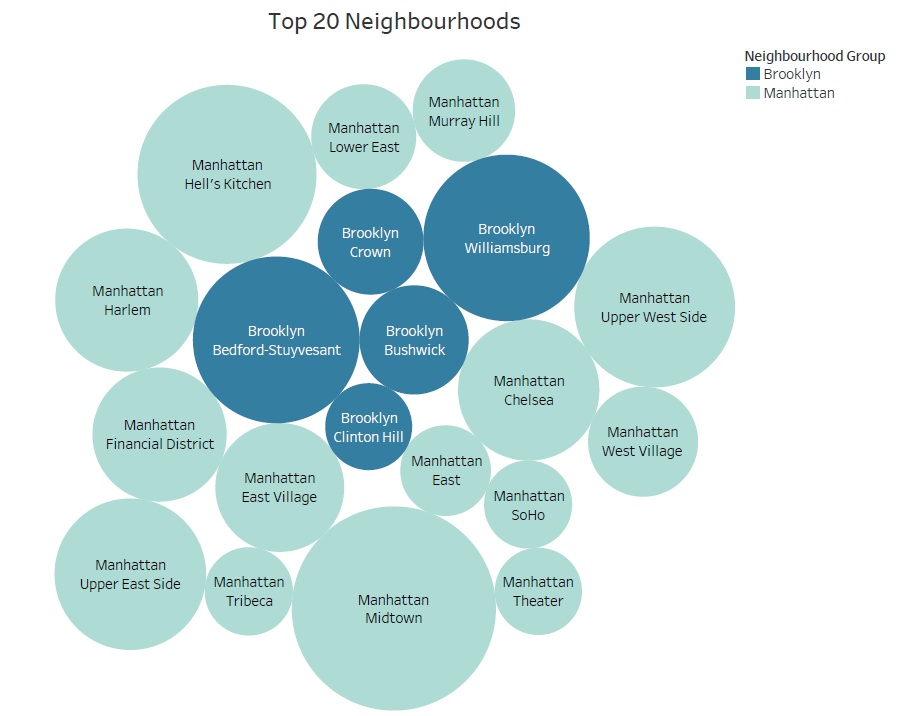 Top 20 Neighbourhoods
Neighbourhood Group
Brooklyn
Manhattan
Manhattan
Murray Hill
Manhattan
Lower East
Manhattan
Hell's Kitchen
Brooklyn
Crown
Brooklyn
Williamsburg
Manhattan
Harlem
Manhattan
Upper West Side
Brooklyn
Bedford-Stuyvesant
Brooklyn
Bushwick
Manhattan
Chelsea
Manhattan
Financial District
Brooklyn
Clinton Hill
Manhattan
West Village
Manhattan
East Village
Manhattan
East
Manhattan
SoHo
Manhattan
Upper East Side
Manhattan
Tribeca
Manhattan
Midtown
Manhattan
Theater